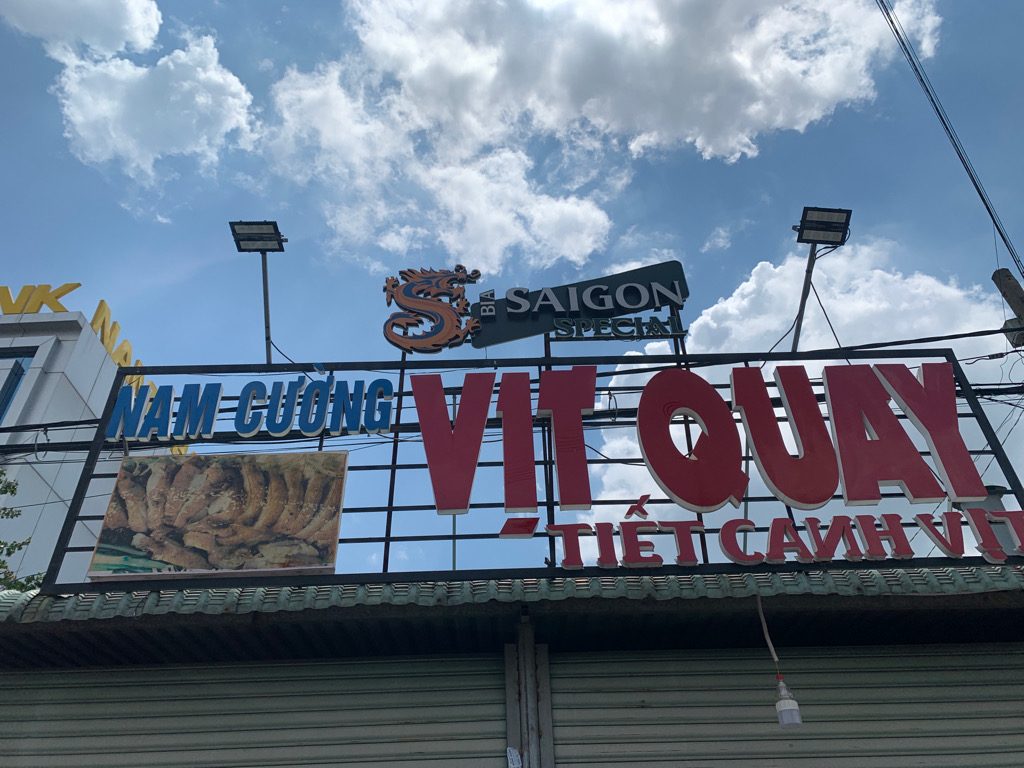 BIA SAIGON
SPECIAL
NAM CƯỜNG
VỊT QUAY
TIẾT CANH VỊT